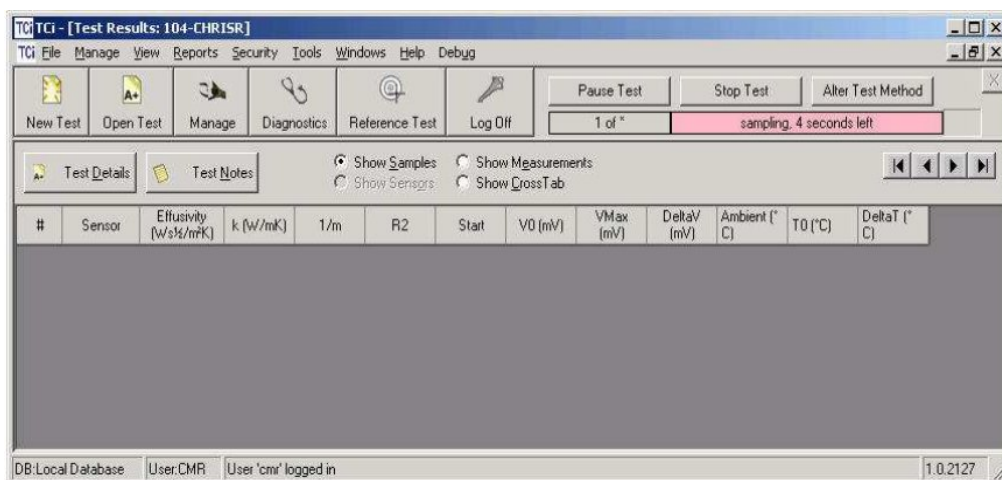 TCi TCi - [Test Results: 104-CHRISR]
TCi File Manage View Reports Security Tools Windows Help Debug
New Test Open Test Manage Diagnostics Reference Test Log Off
Pause Test Stop Test Alter Test Method
1 of * sampling, 4 seconds left
Test Details Test Notes
Show Samples Show Measurements
Show Sensors Show CrossTab
# Sensor Effusivity (Ws½/m²K) k (W/mK) 1/m R2 Start V0 (mV) VMax (mV) DeltaV (mV) Ambient (° C) T0 (°C) DeltaT (° C)
DB:Local Database User:CMR User 'cmr' logged in 1.0.2127